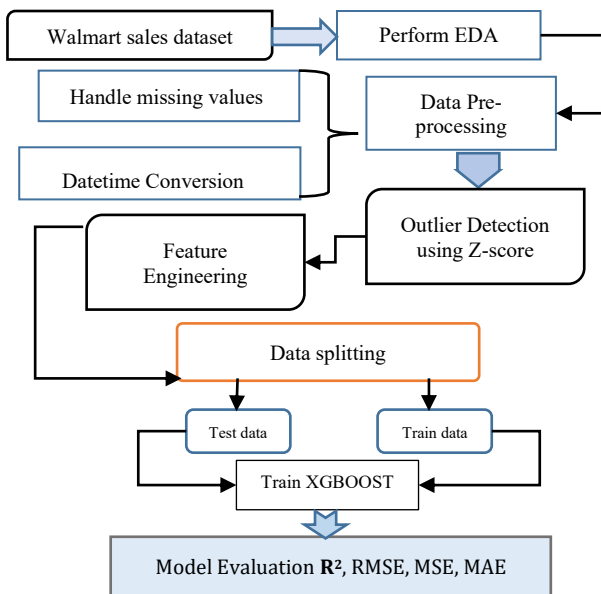 Walmart sales dataset
Perform EDA
Handle missing values
Data Pre-
processing
Datetime Conversion
Outlier Detection
using Z-score
Feature
Engineering
Data splitting
Test data
Train data
Train XGBOOST
Model Evaluation R², RMSE, MSE, MAE